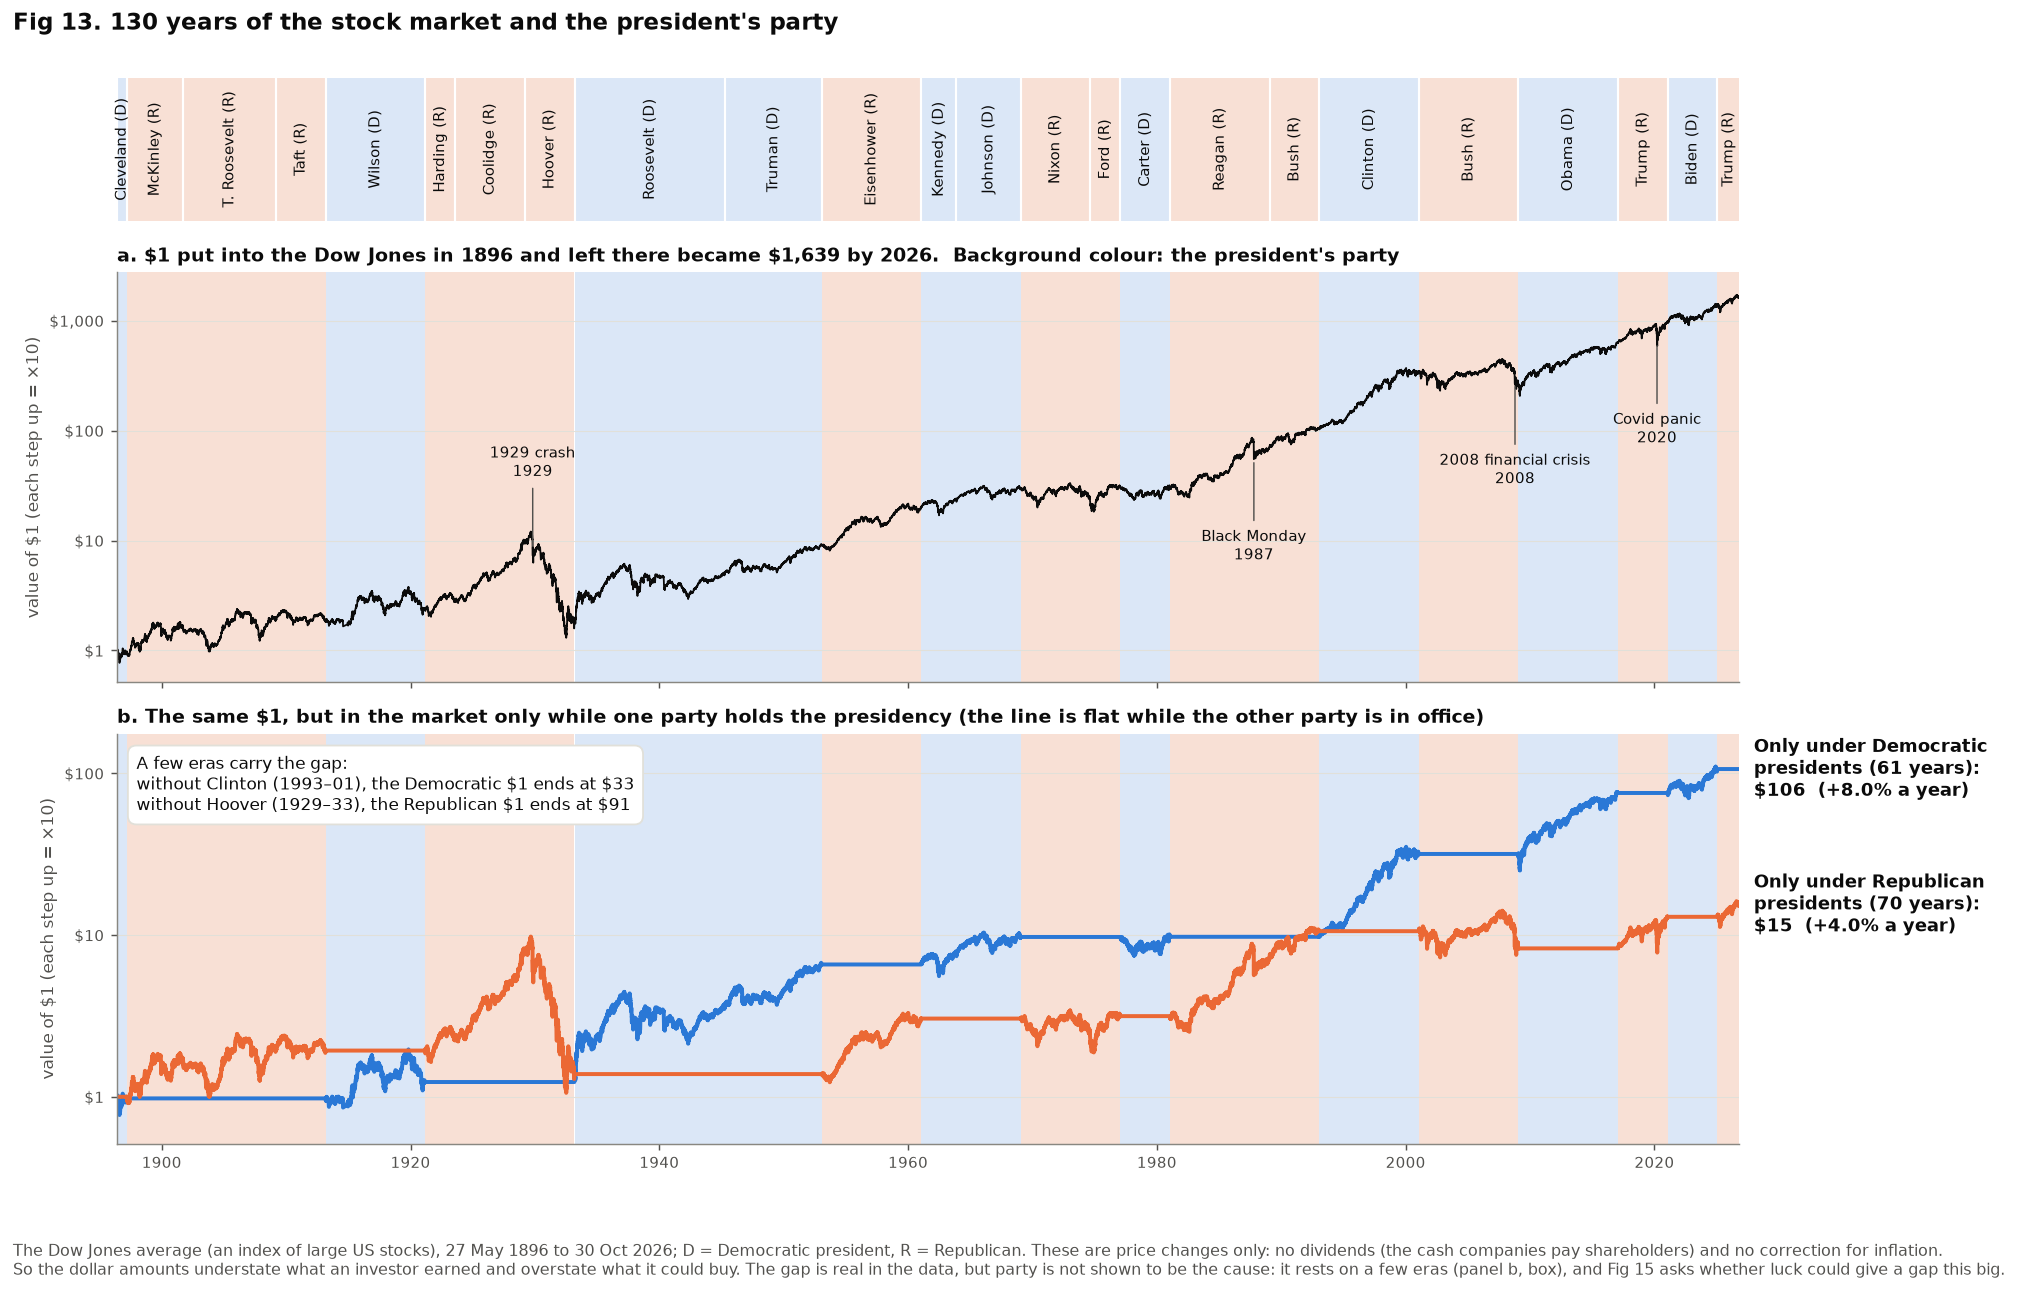 Fig 13. 130 years of the stock market and the president's party
Cleveland (D)
McKinley (R)
T. Roosevelt (R)
Taft (R)
Wilson (D)
Harding (R)
Coolidge (R)
Hoover (R)
Roosevelt (D)
Truman (D)
Eisenhower (R)
Kennedy (D)
Johnson (D)
Nixon (R)
Ford (R)
Carter (D)
Reagan (R)
Bush (R)
Clinton (D)
Bush (R)
Obama (D)
Trump (R)
Biden (D)
Trump (R)
a. $1 put into the Dow Jones in 1896 and left there became $1,639 by 2026.  Background colour: the president's party
value of $1 (each step up = ×10)
$1,000
$100
$10
$1
1929 crash
1929
Black Monday
1987
2008 financial crisis
2008
Covid panic
2020
b. The same $1, but in the market only while one party holds the presidency (the line is flat while the other party is in office)
value of $1 (each step up = ×10)
$100
$10
$1
A few eras carry the gap:
without Clinton (1993–01), the Democratic $1 ends at $33
without Hoover (1929–33), the Republican $1 ends at $91
Only under Democratic
presidents (61 years):
$106  (+8.0% a year)
Only under Republican
presidents (70 years):
$15  (+4.0% a year)
1900
1920
1940
1960
1980
2000
2020
The Dow Jones average (an index of large US stocks), 27 May 1896 to 30 Oct 2026; D = Democratic president, R = Republican. These are price changes only: no dividends (the cash companies pay shareholders) and no correction for inflation.
So the dollar amounts understate what an investor earned and overstate what it could buy. The gap is real in the data, but party is not shown to be the cause: it rests on a few eras (panel b, box), and Fig 15 asks whether luck could give a gap this big.